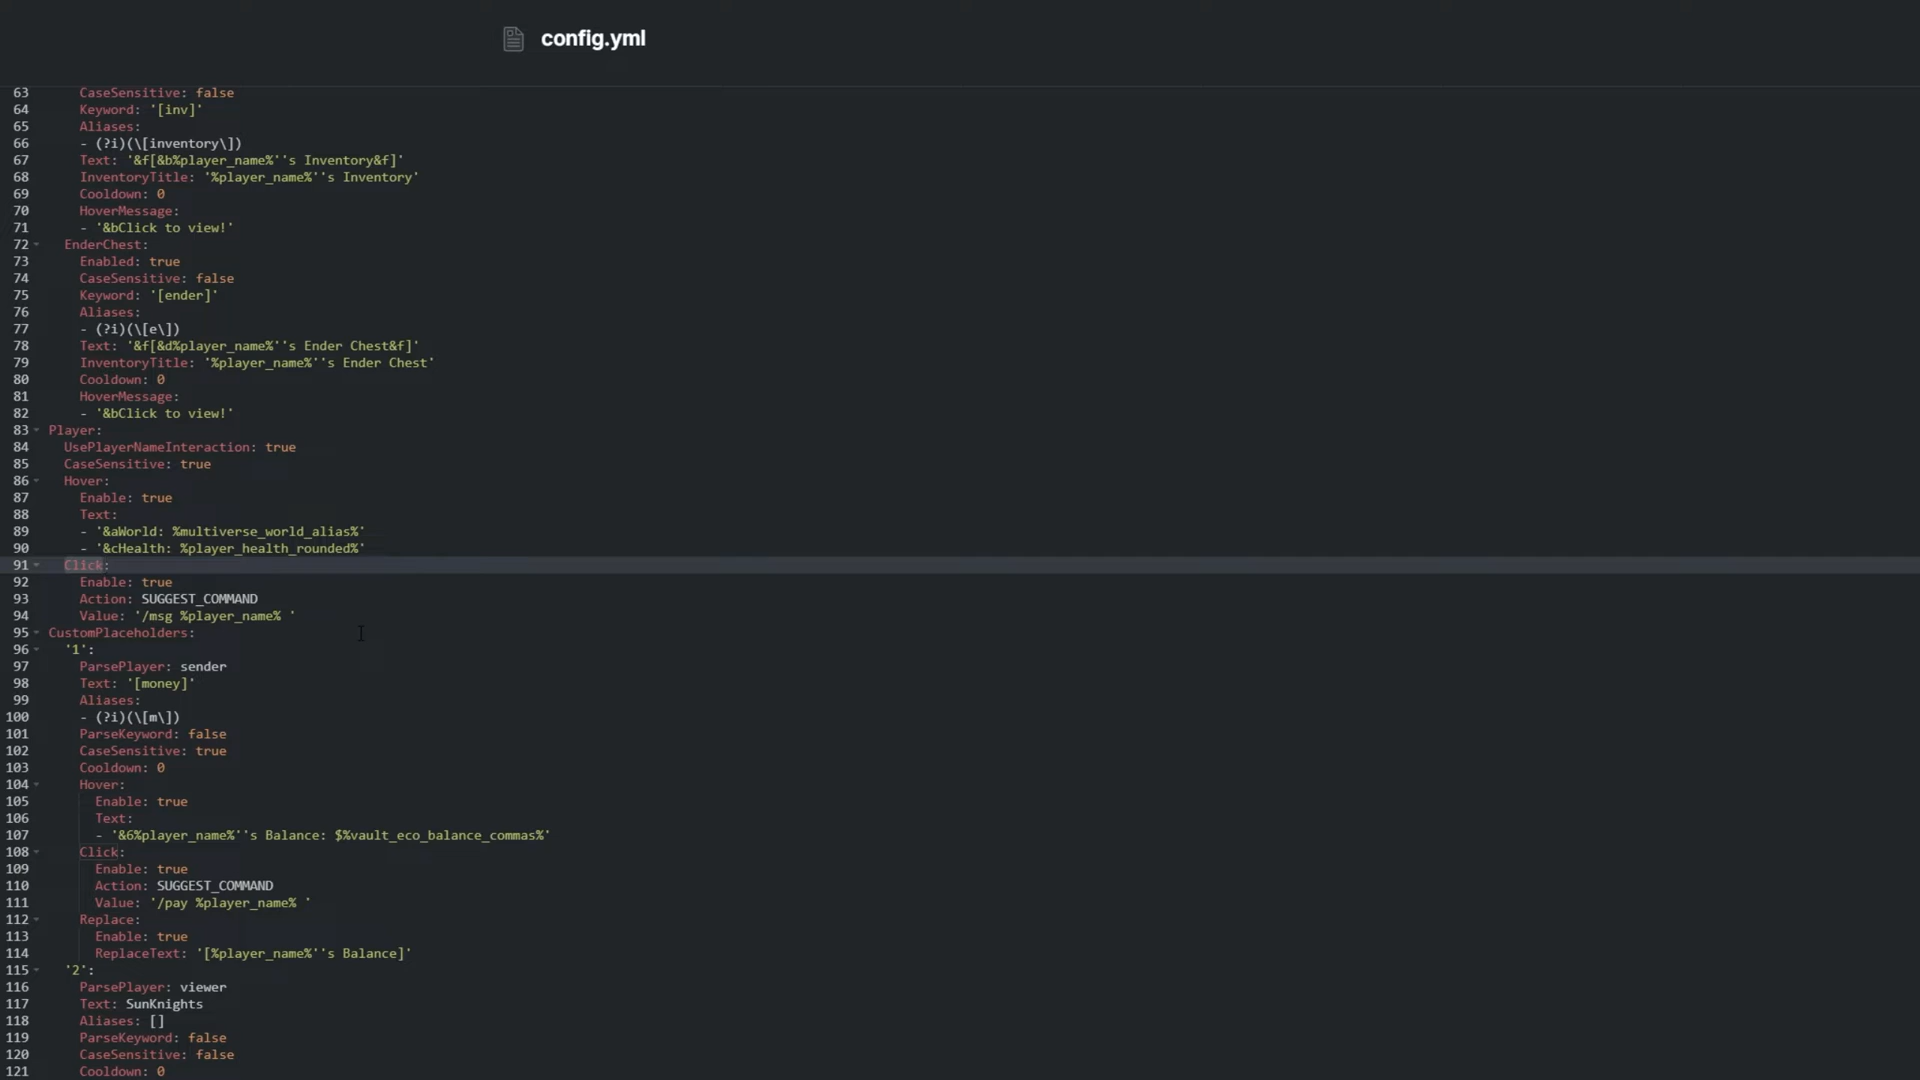 config.yml
63 CaseSensitive: false
64 Keyword: '[inv]'
65 Aliases:
66 - (?i)(\[inventory\])
67 Text: '&f[&b%player_name%''s Inventory&f]'
68 InventoryTitle: '%player_name%''s Inventory'
69 Cooldown: 0
70 HoverMessage:
71 - '&bClick to view!'
72 EnderChest:
73 Enabled: true
74 CaseSensitive: false
75 Keyword: '[ender]'
76 Aliases:
77 - (?i)(\[e\])
78 Text: '&f[&d%player_name%''s Ender Chest&f]'
79 InventoryTitle: '%player_name%''s Ender Chest'
80 Cooldown: 0
81 HoverMessage:
82 - '&bClick to view!'
83 Player:
84 UsePlayerNameInteraction: true
85 CaseSensitive: true
86 Hover:
87 Enable: true
88 Text:
89 - '&aWorld: %multiverse_world_alias%'
90 - '&cHealth: %player_health_rounded%'
91 Click:
92 Enable: true
93 Action: SUGGEST_COMMAND
94 Value: '/msg %player_name% '
95 CustomPlaceholders:
96 '1':
97 ParsePlayer: sender
98 Text: '[money]'
99 Aliases:
100 - (?i)(\[m\])
101 ParseKeyword: false
102 CaseSensitive: true
103 Cooldown: 0
104 Hover:
105 Enable: true
106 Text:
107 - '&6%player_name%''s Balance: $%vault_eco_balance_commas%'
108 Click:
109 Enable: true
110 Action: SUGGEST_COMMAND
111 Value: '/pay %player_name% '
112 Replace:
113 Enable: true
114 ReplaceText: '[%player_name%''s Balance]'
115 '2':
116 ParsePlayer: viewer
117 Text: SunKnights
118 Aliases: []
119 ParseKeyword: false
120 CaseSensitive: false
121 Cooldown: 0